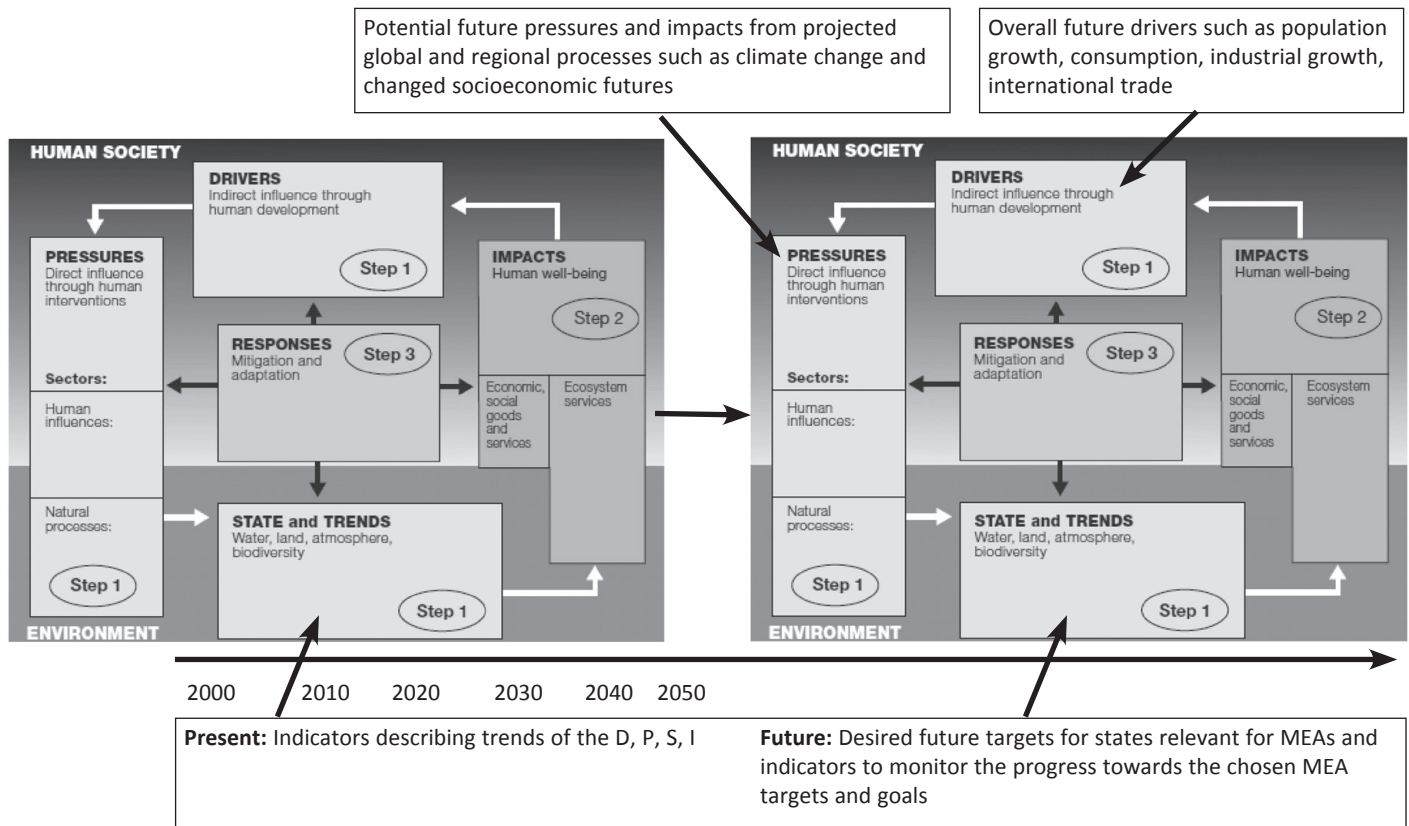 Potential future pressures and impacts from projected
global and regional processes such as climate change and
changed socioeconomic futures
Overall future drivers such as population
growth, consumption, industrial growth,
international trade
HUMAN SOCIETY
DRIVERS
Indirect influence through
human development
Step 1
PRESSURES
Direct influence
through human
interventions
Sectors:
Human
influences:
Natural
processes:
Step 1
IMPACTS
Human well-being
Step 2
RESPONSES
Mitigation and
adaptation
Step 3
Economic,
social
goods
and
services
Ecosystem
services
STATE and TRENDS
Water, land, atmosphere,
biodiversity
Step 1
ENVIRONMENT
HUMAN SOCIETY
DRIVERS
Indirect influence through
human development
Step 1
PRESSURES
Direct influence
through human
interventions
Sectors:
Human
influences:
Natural
processes:
Step 1
IMPACTS
Human well-being
Step 2
RESPONSES
Mitigation and
adaptation
Step 3
Economic,
social
goods
and
services
Ecosystem
services
STATE and TRENDS
Water, land, atmosphere,
biodiversity
Step 1
ENVIRONMENT
2000 2010 2020 2030 2040 2050
Present: Indicators describing trends of the D, P, S, I
Future: Desired future targets for states relevant for MEAs and
indicators to monitor the progress towards the chosen MEA
targets and goals